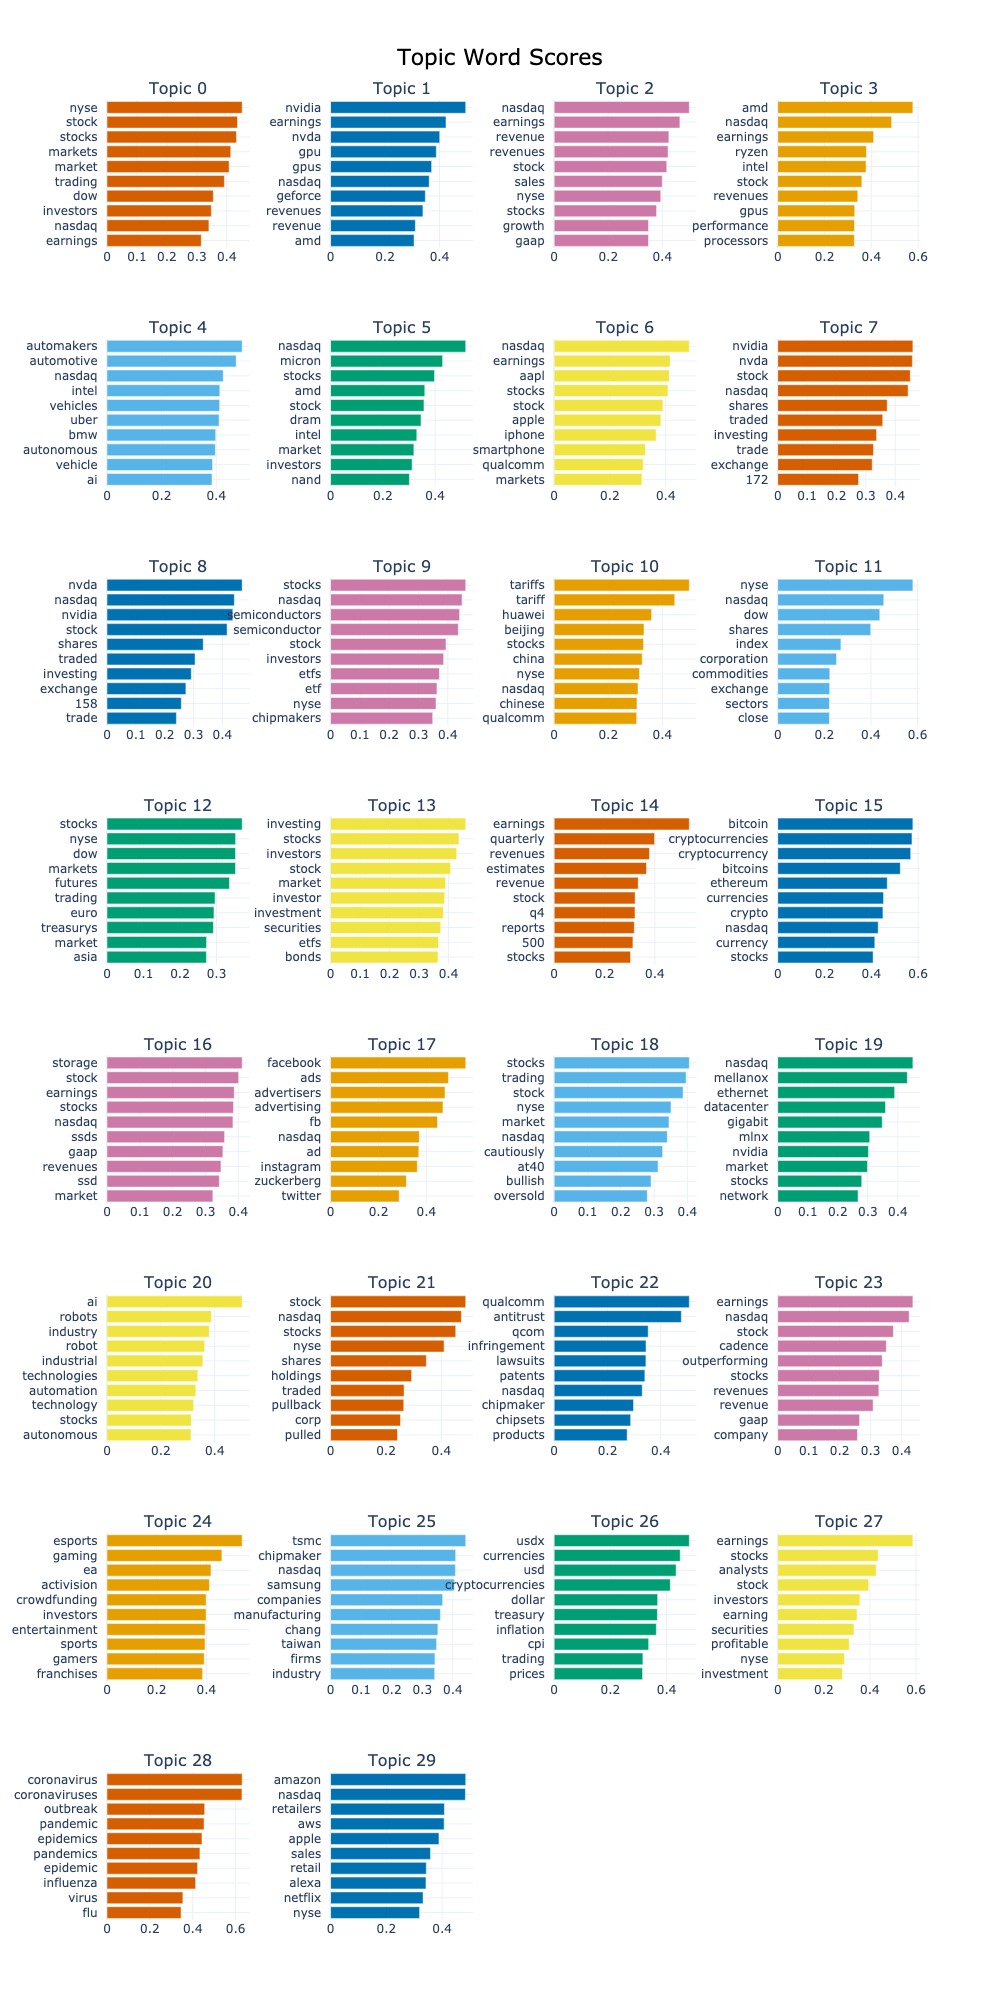 Topic Word Scores
Topic 0
nyse
stock
stocks
markets
market
trading
dow
investors
nasdaq
earnings
0 0.1 0.2 0.3 0.4
Topic 1
nvidia
earnings
nvda
gpu
gpus
nasdaq
geforce
revenues
revenue
amd
0 0.2 0.4
Topic 2
nasdaq
earnings
revenue
revenues
stock
sales
nyse
stocks
growth
gaap
0 0.2 0.4
Topic 3
amd
nasdaq
earnings
ryzen
intel
stock
revenues
gpus
performance
processors
0 0.2 0.4 0.6
Topic 4
automakers
automotive
nasdaq
intel
vehicles
uber
bmw
autonomous
vehicle
ai
0 0.2 0.4
Topic 5
nasdaq
micron
stocks
amd
stock
dram
intel
market
investors
nand
0 0.2 0.4
Topic 6
nasdaq
earnings
aapl
stocks
stock
apple
iphone
smartphone
qualcomm
markets
0 0.2 0.4
Topic 7
nvidia
nvda
stock
nasdaq
shares
traded
investing
trade
exchange
172
0 0.1 0.2 0.3 0.4
Topic 8
nvda
nasdaq
nvidia
stock
shares
traded
investing
exchange
158
trade
0 0.1 0.2 0.3 0.4
Topic 9
stocks
nasdaq
semiconductors
semiconductor
stock
investors
etfs
etf
nyse
chipmakers
0 0.1 0.2 0.3 0.4
Topic 10
tariffs
tariff
huawei
beijing
stocks
china
nyse
nasdaq
chinese
qualcomm
0 0.2 0.4
Topic 11
nyse
nasdaq
dow
shares
index
corporation
commodities
exchange
sectors
close
0 0.2 0.4 0.6
Topic 12
stocks
nyse
dow
markets
futures
trading
euro
treasurys
market
asia
0 0.1 0.2 0.3
Topic 13
investing
stocks
investors
stock
market
investor
investment
securities
etfs
bonds
0 0.1 0.2 0.3 0.4
Topic 14
earnings
quarterly
revenues
estimates
revenue
stock
q4
reports
500
stocks
0 0.2 0.4
Topic 15
bitcoin
cryptocurrencies
cryptocurrency
bitcoins
ethereum
currencies
crypto
nasdaq
currency
stocks
0 0.2 0.4 0.6
Topic 16
storage
stock
earnings
stocks
nasdaq
ssds
gaap
revenues
ssd
market
0 0.1 0.2 0.3 0.4
Topic 17
facebook
ads
advertisers
advertising
fb
nasdaq
ad
instagram
zuckerberg
twitter
0 0.2 0.4
Topic 18
stocks
trading
stock
nyse
market
nasdaq
cautiously
at40
bullish
oversold
0 0.1 0.2 0.3 0.4
Topic 19
nasdaq
mellanox
ethernet
datacenter
gigabit
mlnx
nvidia
market
stocks
network
0 0.1 0.2 0.3 0.4
Topic 20
ai
robots
industry
robot
industrial
technologies
automation
technology
stocks
autonomous
0 0.2 0.4
Topic 21
stock
nasdaq
stocks
nyse
shares
holdings
traded
pullback
corp
pulled
0 0.2 0.4
Topic 22
qualcomm
antitrust
qcom
infringement
lawsuits
patents
nasdaq
chipmaker
chipsets
products
0 0.2 0.4
Topic 23
earnings
nasdaq
stock
cadence
outperforming
stocks
revenues
revenue
gaap
company
0 0.1 0.2 0.3 0.4
Topic 24
esports
gaming
ea
activision
crowdfunding
investors
entertainment
sports
gamers
franchises
0 0.2 0.4
Topic 25
tsmc
chipmaker
nasdaq
samsung
companies
manufacturing
chang
taiwan
firms
industry
0 0.1 0.2 0.3 0.4
Topic 26
usdx
currencies
usd
cryptocurrencies
dollar
treasury
inflation
cpi
trading
prices
0 0.2 0.4
Topic 27
earnings
stocks
analysts
stock
investors
earning
securities
profitable
nyse
investment
0 0.2 0.4 0.6
Topic 28
coronavirus
coronaviruses
outbreak
pandemic
epidemics
pandemics
epidemic
influenza
virus
flu
0 0.2 0.4 0.6
Topic 29
amazon
nasdaq
retailers
aws
apple
sales
retail
alexa
netflix
nyse
0 0.2 0.4